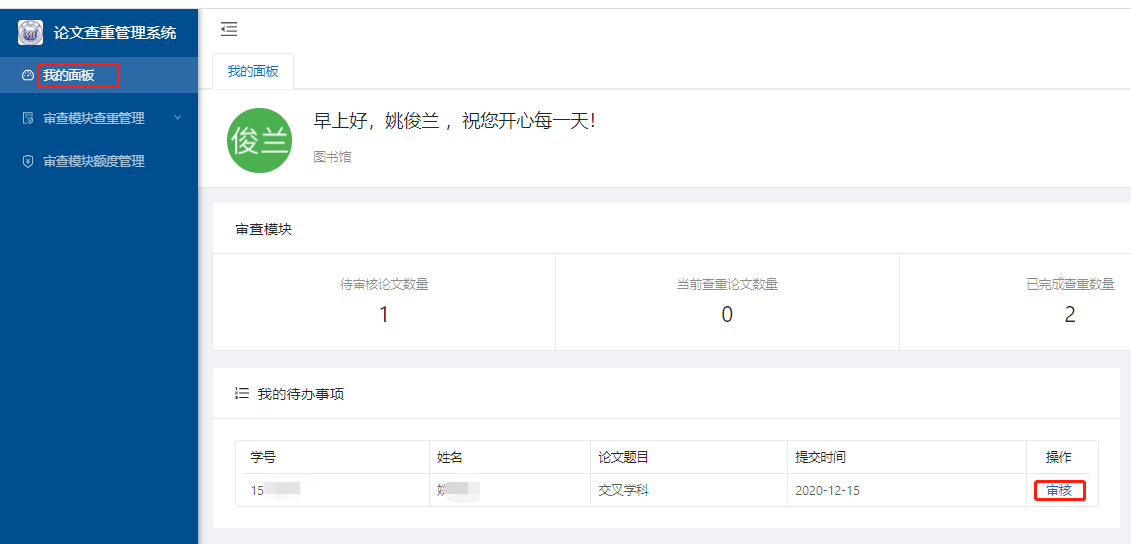 论文查重管理系统
我的面板
审查模块查重管理
审查模块额度管理
我的面板
俊兰
早上好，姚俊兰 ，祝您开心每一天！
图书馆
审查模块
待审核论文数量 当前查重论文数量 已完成查重数量
1 0 2
我的待办事项
学号 姓名 论文题目 提交时间 操作
15 交叉学科 2020-12-15 审核